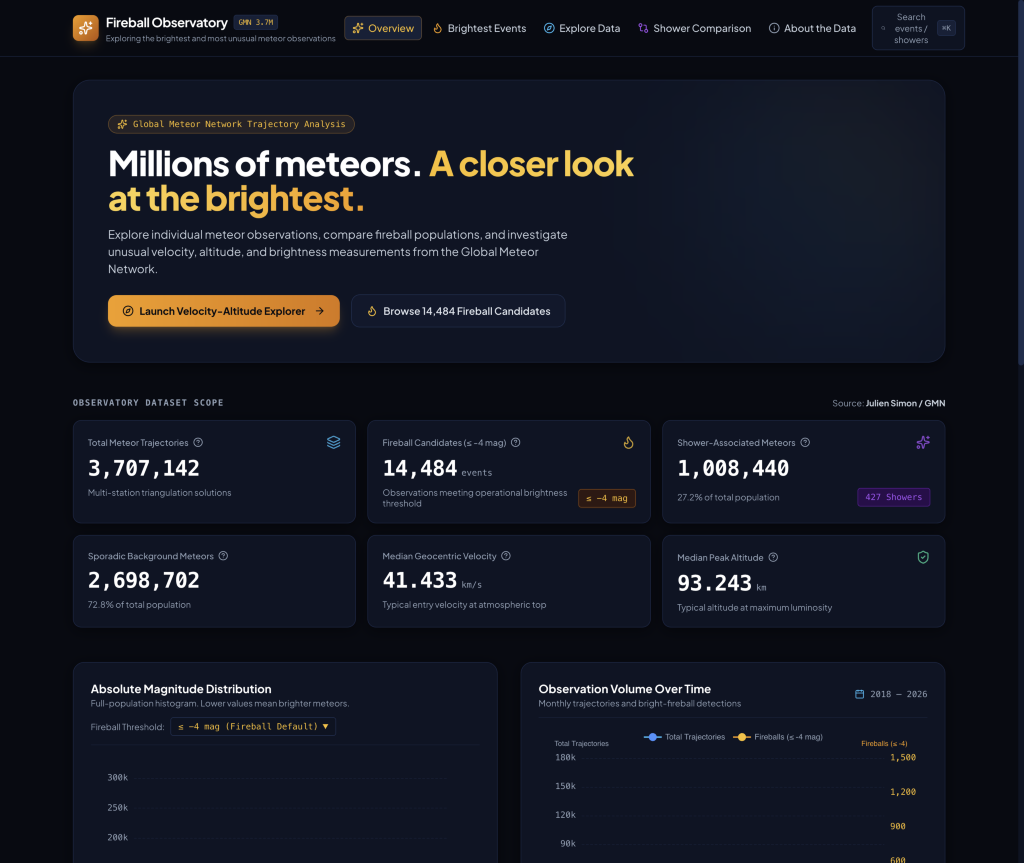 Fireball Observatory GMN 3.7M
Exploring the brightest and most unusual meteor observations
Overview
Brightest Events
Explore Data
Shower Comparison
About the Data
Search
events /
showers
⌘K
Global Meteor Network Trajectory Analysis
Millions of meteors. A closer look
at the brightest.
Explore individual meteor observations, compare fireball populations, and investigate
unusual velocity, altitude, and brightness measurements from the Global Meteor
Network.
Launch Velocity-Altitude Explorer →
Browse 14,484 Fireball Candidates
OBSERVATORY DATASET SCOPE
Source: Julien Simon / GMN
Total Meteor Trajectories
3,707,142
Multi-station triangulation solutions
Fireball Candidates (≤ -4 mag)
14,484 events
Observations meeting operational brightness
threshold
≤ -4 mag
Shower-Associated Meteors
1,008,440
27.2% of total population
427 Showers
Sporadic Background Meteors
2,698,702
72.8% of total population
Median Geocentric Velocity
41.433 km/s
Typical entry velocity at atmospheric top
Median Peak Altitude
93.243 km
Typical altitude at maximum luminosity
Absolute Magnitude Distribution
Full-population histogram. Lower values mean brighter meteors.
Fireball Threshold: ≤ -4 mag (Fireball Default) ▼
300k
250k
200k
Observation Volume Over Time
Monthly trajectories and bright-fireball detections
2018 — 2026
Total Trajectories
Fireballs (≤ -4 mag)
Total Trajectories
Fireballs (≤ -4)
180k
1,500
150k
1,200
120k
900
90k
600